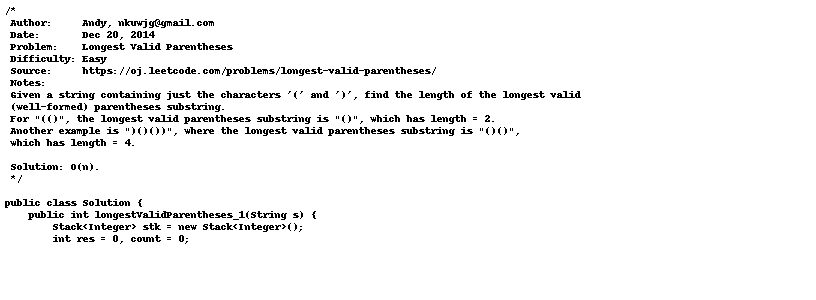 /*
 Author:     Andy, nkuwjg@gmail.com
 Date:       Dec 20, 2014
 Problem:    Longest Valid Parentheses
 Difficulty: Easy
 Source:     https://oj.leetcode.com/problems/longest-valid-parentheses/
 Notes:
 Given a string containing just the characters '(' and ')', find the length of the longest valid
 (well-formed) parentheses substring.
 For "(()", the longest valid parentheses substring is "()", which has length = 2.
 Another example is ")()())", where the longest valid parentheses substring is "()()",
 which has length = 4.

 Solution: O(n).
 */

public class Solution {
    public int longestValidParentheses_1(String s) {
        Stack<Integer> stk = new Stack<Integer>();
        int res = 0, count = 0;